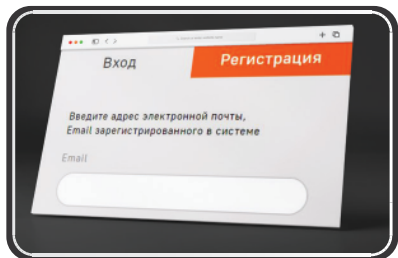 Вход
Регистрация
Введите адрес электронной почты,
Email зарегистрированного в системе
Email